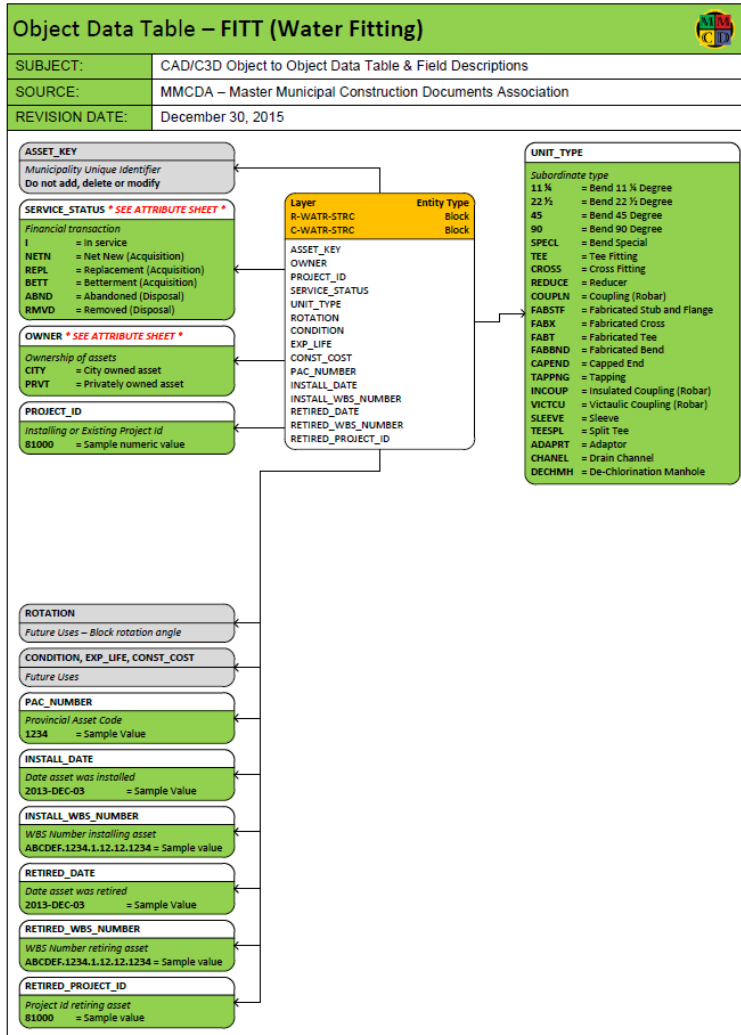 Object Data Table – FITT (Water Fitting)
M M
C D
SUBJECT: CAD/C3D Object to Object Data Table & Field Descriptions
SOURCE: MMCDA – Master Municipal Construction Documents Association
REVISION DATE: December 30, 2015
ASSET_KEY
Municipality Unique Identifier
Do not add, delete or modify
SERVICE_STATUS * SEE ATTRIBUTE SHEET *
Financial transaction
I = In service
NETN = Net New (Acquisition)
REPL = Replacement (Acquisition)
BETT = Betterment (Acquisition)
ABND = Abandoned (Disposal)
RMVD = Removed (Disposal)
OWNER * SEE ATTRIBUTE SHEET *
Ownership of assets
CITY = City owned asset
PRVT = Privately owned asset
PROJECT_ID
Installing or Existing Project Id
81000 = Sample numeric value
Layer Entity Type
R-WATR-STRC Block
C-WATR-STRC Block
ASSET_KEY
OWNER
PROJECT_ID
SERVICE_STATUS
UNIT_TYPE
ROTATION
CONDITION
EXP_LIFE
CONST_COST
PAC_NUMBER
INSTALL_DATE
INSTALL_WBS_NUMBER
RETIRED_DATE
RETIRED_WBS_NUMBER
RETIRED_PROJECT_ID
UNIT_TYPE
Subordinate type
11 ¼ = Bend 11 ¼ Degree
22 ½ = Bend 22 ½ Degree
45 = Bend 45 Degree
90 = Bend 90 Degree
SPECL = Bend Special
TEE = Tee Fitting
CROSS = Cross Fitting
REDUCE = Reducer
COUPLN = Coupling (Robar)
FABSTF = Fabricated Stub and Flange
FABX = Fabricated Cross
FABT = Fabricated Tee
FABBND = Fabricated Bend
CAPEND = Capped End
TAPPNG = Tapping
INCOUP = Insulated Coupling (Robar)
VICTCU = Victaulic Coupling (Robar)
SLEEVE = Sleeve
TEESPL = Split Tee
ADAPRT = Adaptor
CHANEL = Drain Channel
DECHMH = De-Chlorination Manhole
ROTATION
Future Uses – Block rotation angle
CONDITION, EXP_LIFE, CONST_COST
Future Uses
PAC_NUMBER
Provincial Asset Code
1234 = Sample Value
INSTALL_DATE
Date asset was installed
2013-DEC-03 = Sample Value
INSTALL_WBS_NUMBER
WBS Number installing asset
ABCDEF.1234.1.12.12.1234 = Sample value
RETIRED_DATE
Date asset was retired
2013-DEC-03 = Sample Value
RETIRED_WBS_NUMBER
WBS Number retiring asset
ABCDEF.1234.1.12.12.1234 = Sample value
RETIRED_PROJECT_ID
Project Id retiring asset
81000 = Sample value